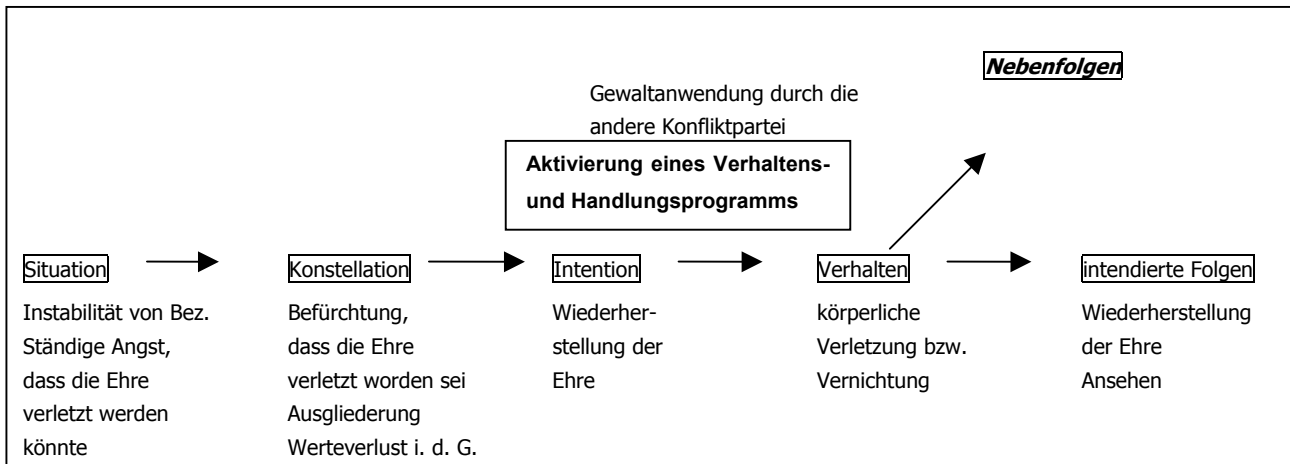 Nebenfolgen
Gewaltanwendung durch die
andere Konfliktpartei
Aktivierung eines Verhaltens-
und Handlungsprogramms
Situation
Instabilität von Bez.
Ständige Angst,
dass die Ehre
verletzt werden
könnte
Konstellation
Befürchtung,
dass die Ehre
verletzt worden sei
Ausgliederung
Werteverlust i. d. G.
Intention
Wiederher-
stellung der
Ehre
Verhalten
körperliche
Verletzung bzw.
Vernichtung
intendierte Folgen
Wiederherstellung
der Ehre
Ansehen